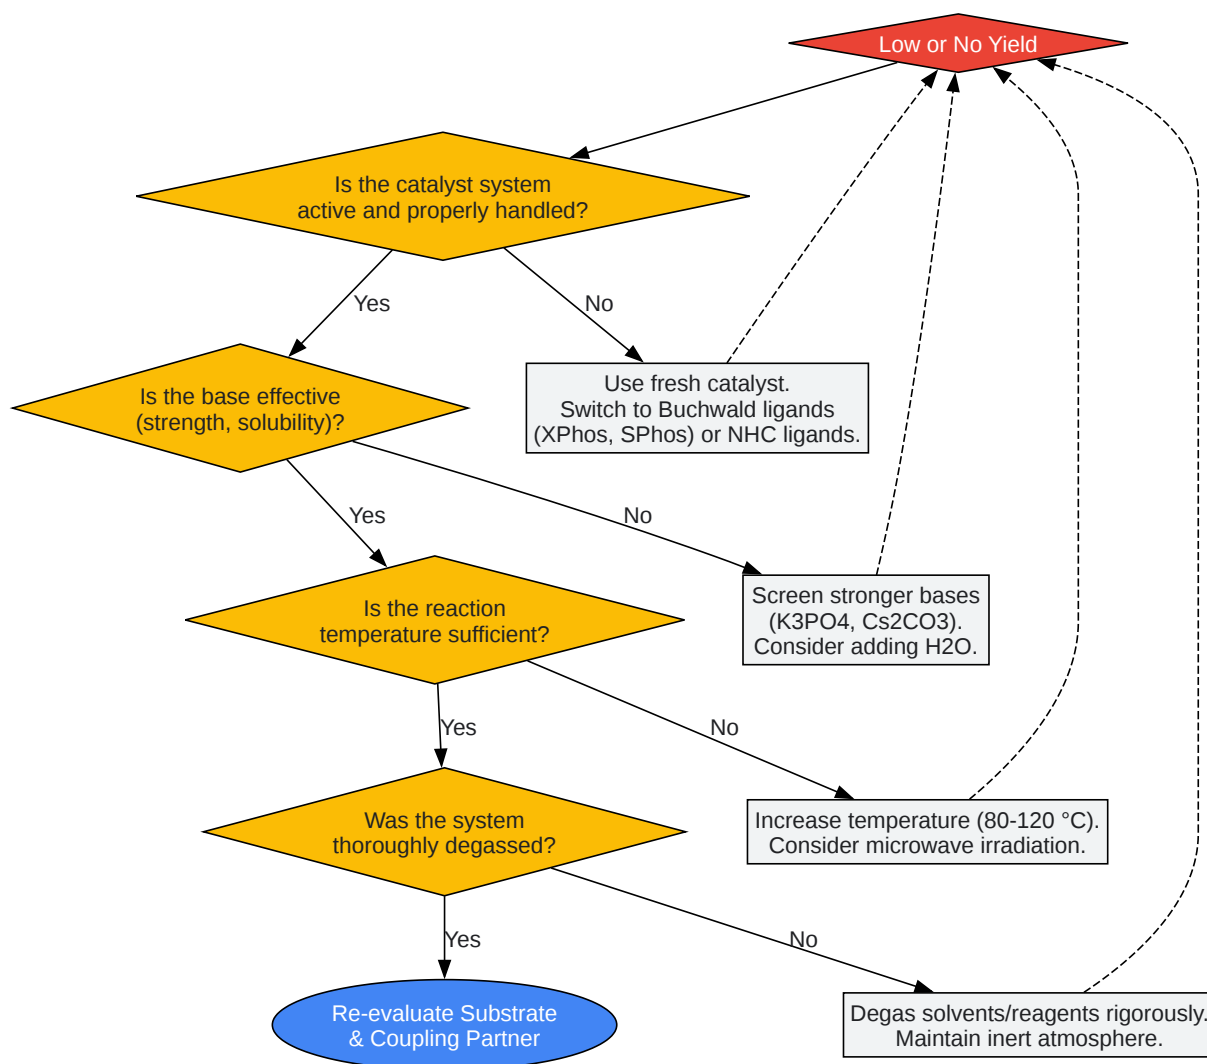 Low or No Yield
Is the catalyst system
active and properly handled?
Yes
No
Is the base effective
(strength, solubility)?
Use fresh catalyst.
Switch to Buchwald ligands
(XPhos, SPhos) or NHC ligands.
Yes
No
Is the reaction
temperature sufficient?
Screen stronger bases
(K3PO4, Cs2CO3).
Consider adding H2O.
Yes
No
Was the system
thoroughly degassed?
Increase temperature (80-120 °C).
Consider microwave irradiation.
Yes
No
Re-evaluate Substrate
& Coupling Partner
Degas solvents/reagents rigorously.
Maintain inert atmosphere.